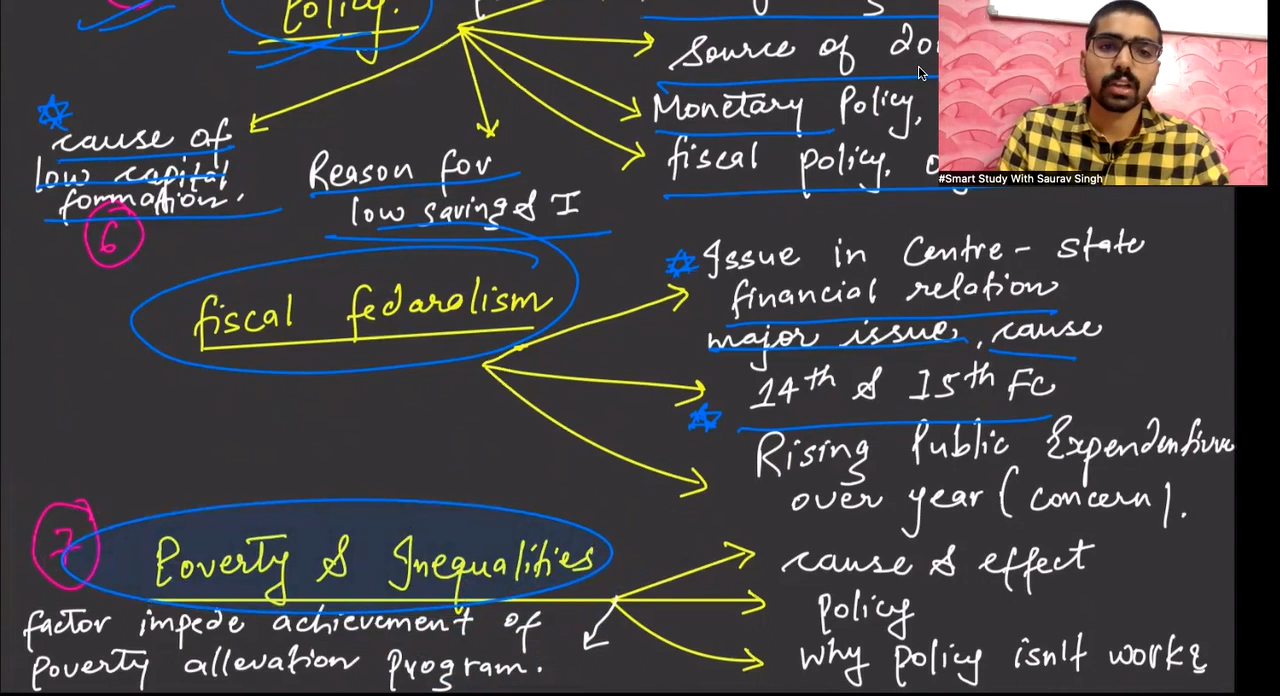 Policy.
source of
Monetary Policy,
fiscal policy.
#Smart Study With Saurav Singh
cause of
low capital
formation.
Reason for
low saving & I
6
fiscal fedaralism
Issue in Centre - state
financial relation
major issue, cause
14th & 15th FC
Rising Public Expenditure
over year (concern).
7
Poverty & Inequalities
cause & effect
policy
why policy isn't work
factor impede achievement of
Poverty allevation Program.